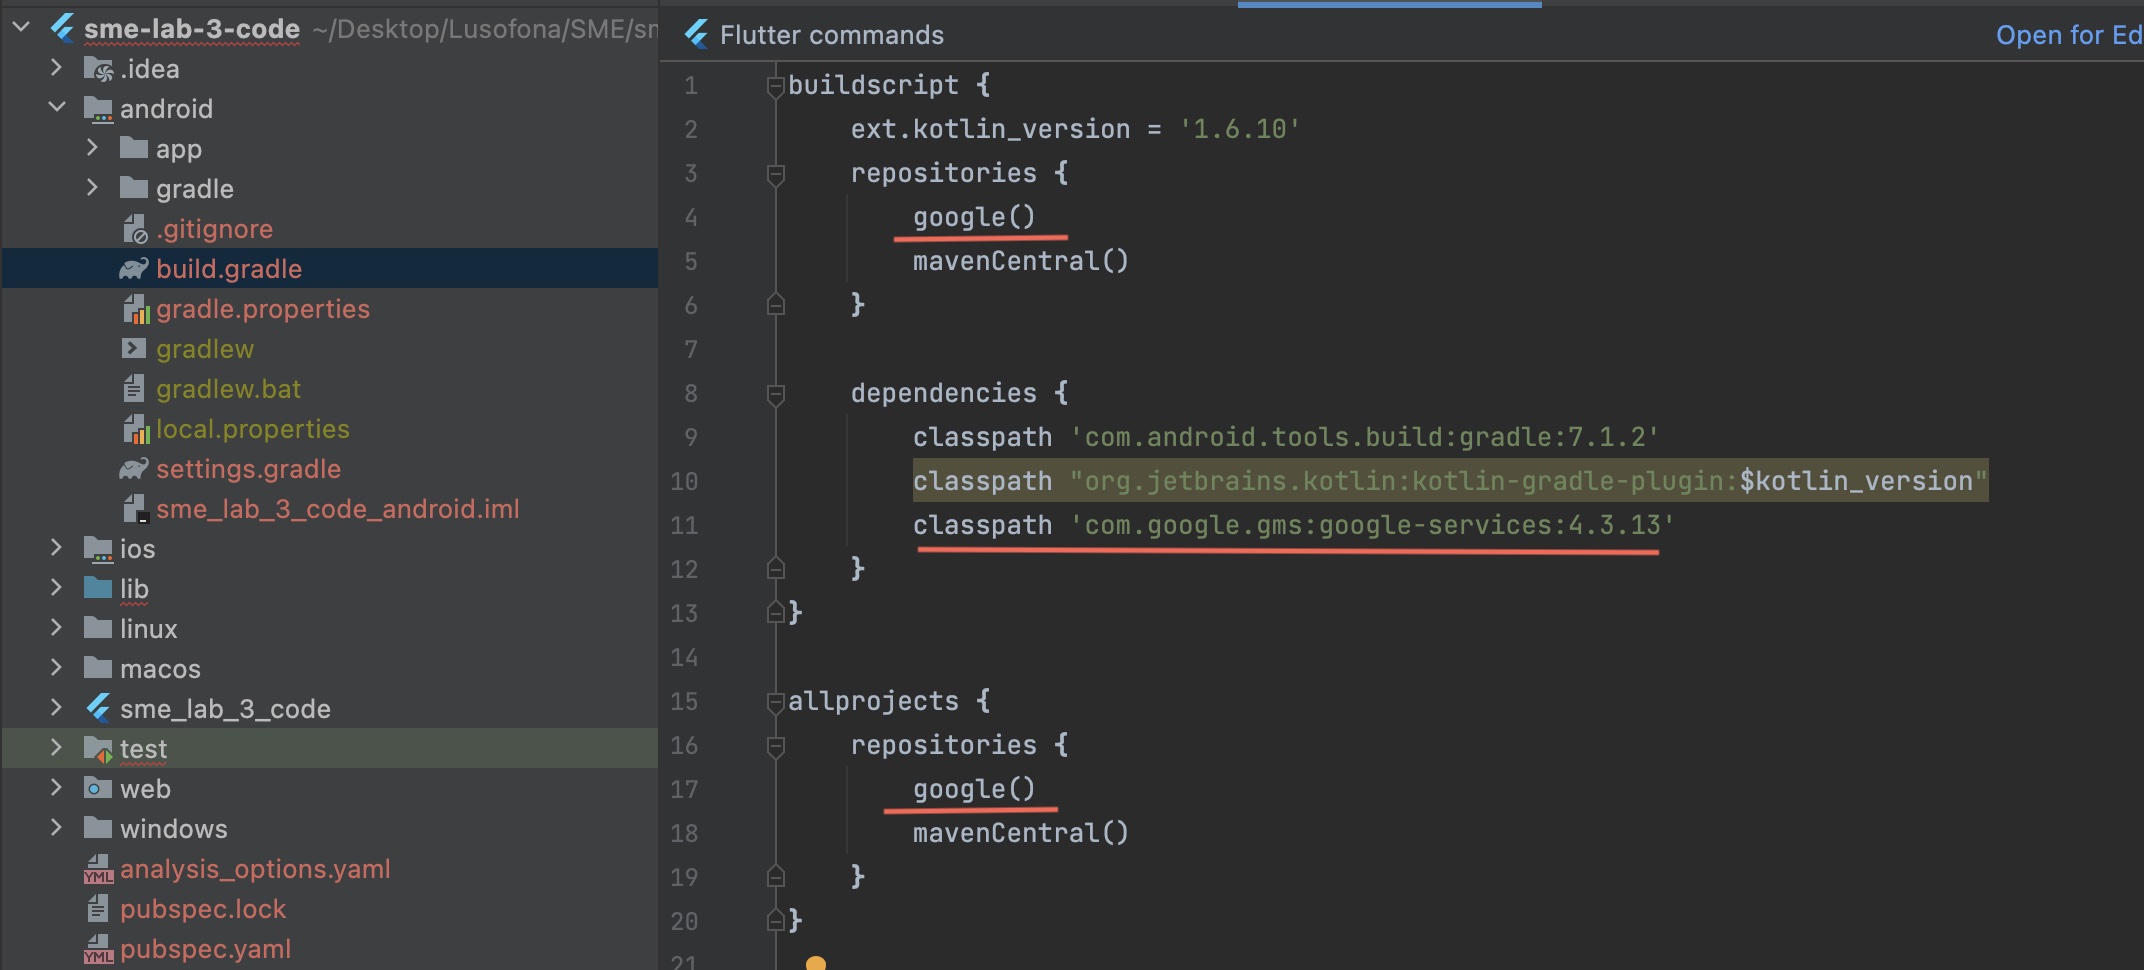 sme-lab-3-code ~/Desktop/Lusofona/SME/sm
.idea
android
app
gradle
.gitignore
build.gradle
gradle.properties
gradlew
gradlew.bat
local.properties
settings.gradle
sme_lab_3_code_android.iml
ios
lib
linux
macos
sme_lab_3_code
test
web
windows
YML analysis_options.yaml
pubspec.lock
YML pubspec.yaml
Flutter commands
Open for Ed
1 buildscript {
2 ext.kotlin_version = '1.6.10'
3 repositories {
4 google()
5 mavenCentral()
6 }
7
8 dependencies {
9 classpath 'com.android.tools.build:gradle:7.1.2'
10 classpath "org.jetbrains.kotlin:kotlin-gradle-plugin:$kotlin_version"
11 classpath 'com.google.gms:google-services:4.3.13'
12 }
13 }
14
15 allprojects {
16 repositories {
17 google()
18 mavenCentral()
19 }
20 }
21